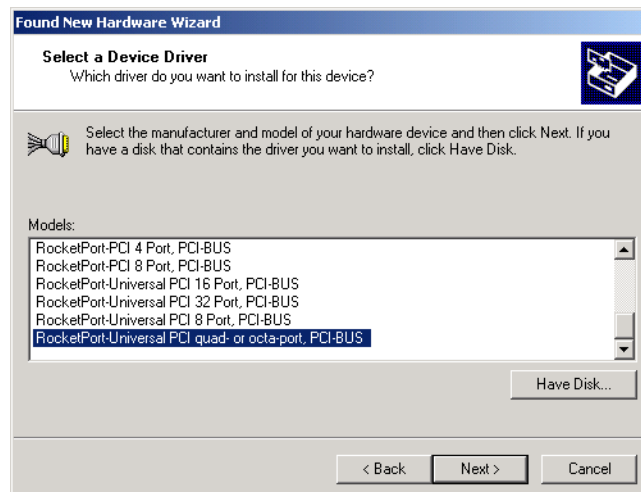 Found New Hardware Wizard
Select a Device Driver
Which driver do you want to install for this device?
Select the manufacturer and model of your hardware device and then click Next. If you
have a disk that contains the driver you want to install, click Have Disk.
Models:
RocketPort-PCI 4 Port, PCI-BUS
RocketPort-PCI 8 Port, PCI-BUS
RocketPort-Universal PCI 16 Port, PCI-BUS
RocketPort-Universal PCI 32 Port, PCI-BUS
RocketPort-Universal PCI 8 Port, PCI-BUS
RocketPort-Universal PCI quad- or octa-port, PCI-BUS
Have Disk...
< Back
Next >
Cancel